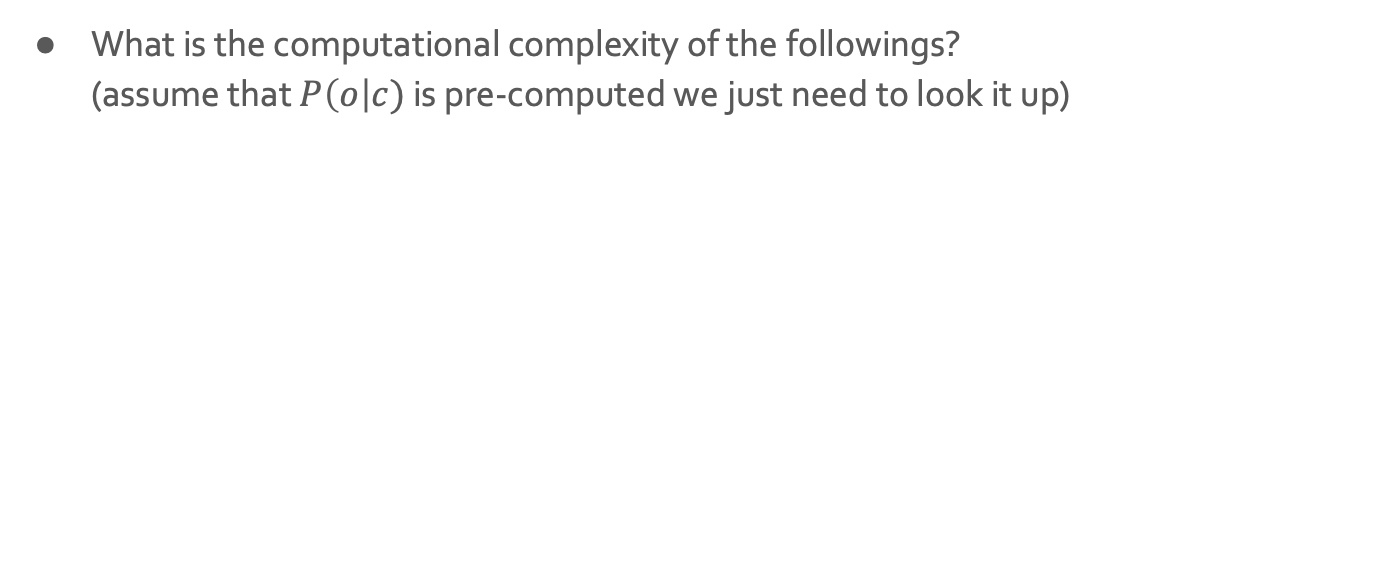 ● What is the computational complexity of the followings?
(assume that P(o|c) is pre-computed we just need to look it up)